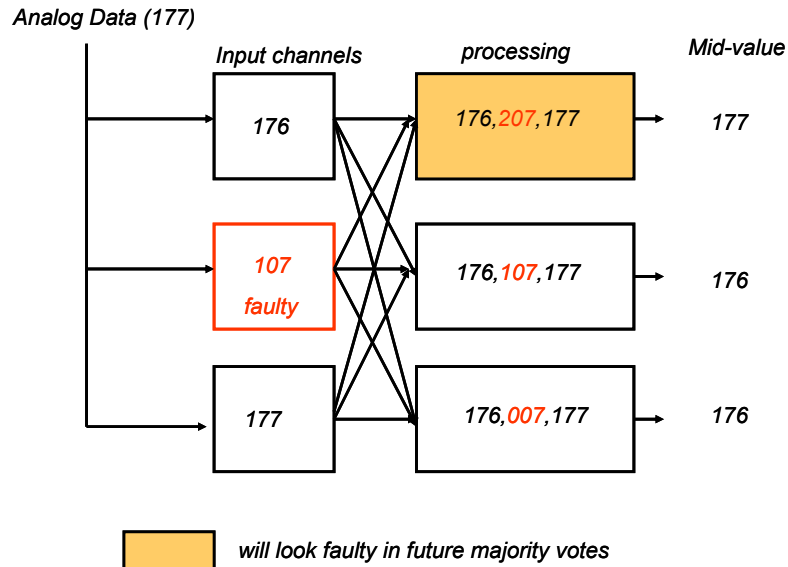 Analog Data (177)
Input channels
processing
Mid-value
176
176,207,177
177
107
faulty
176,107,177
176
177
176,007,177
176
will look faulty in future majority votes